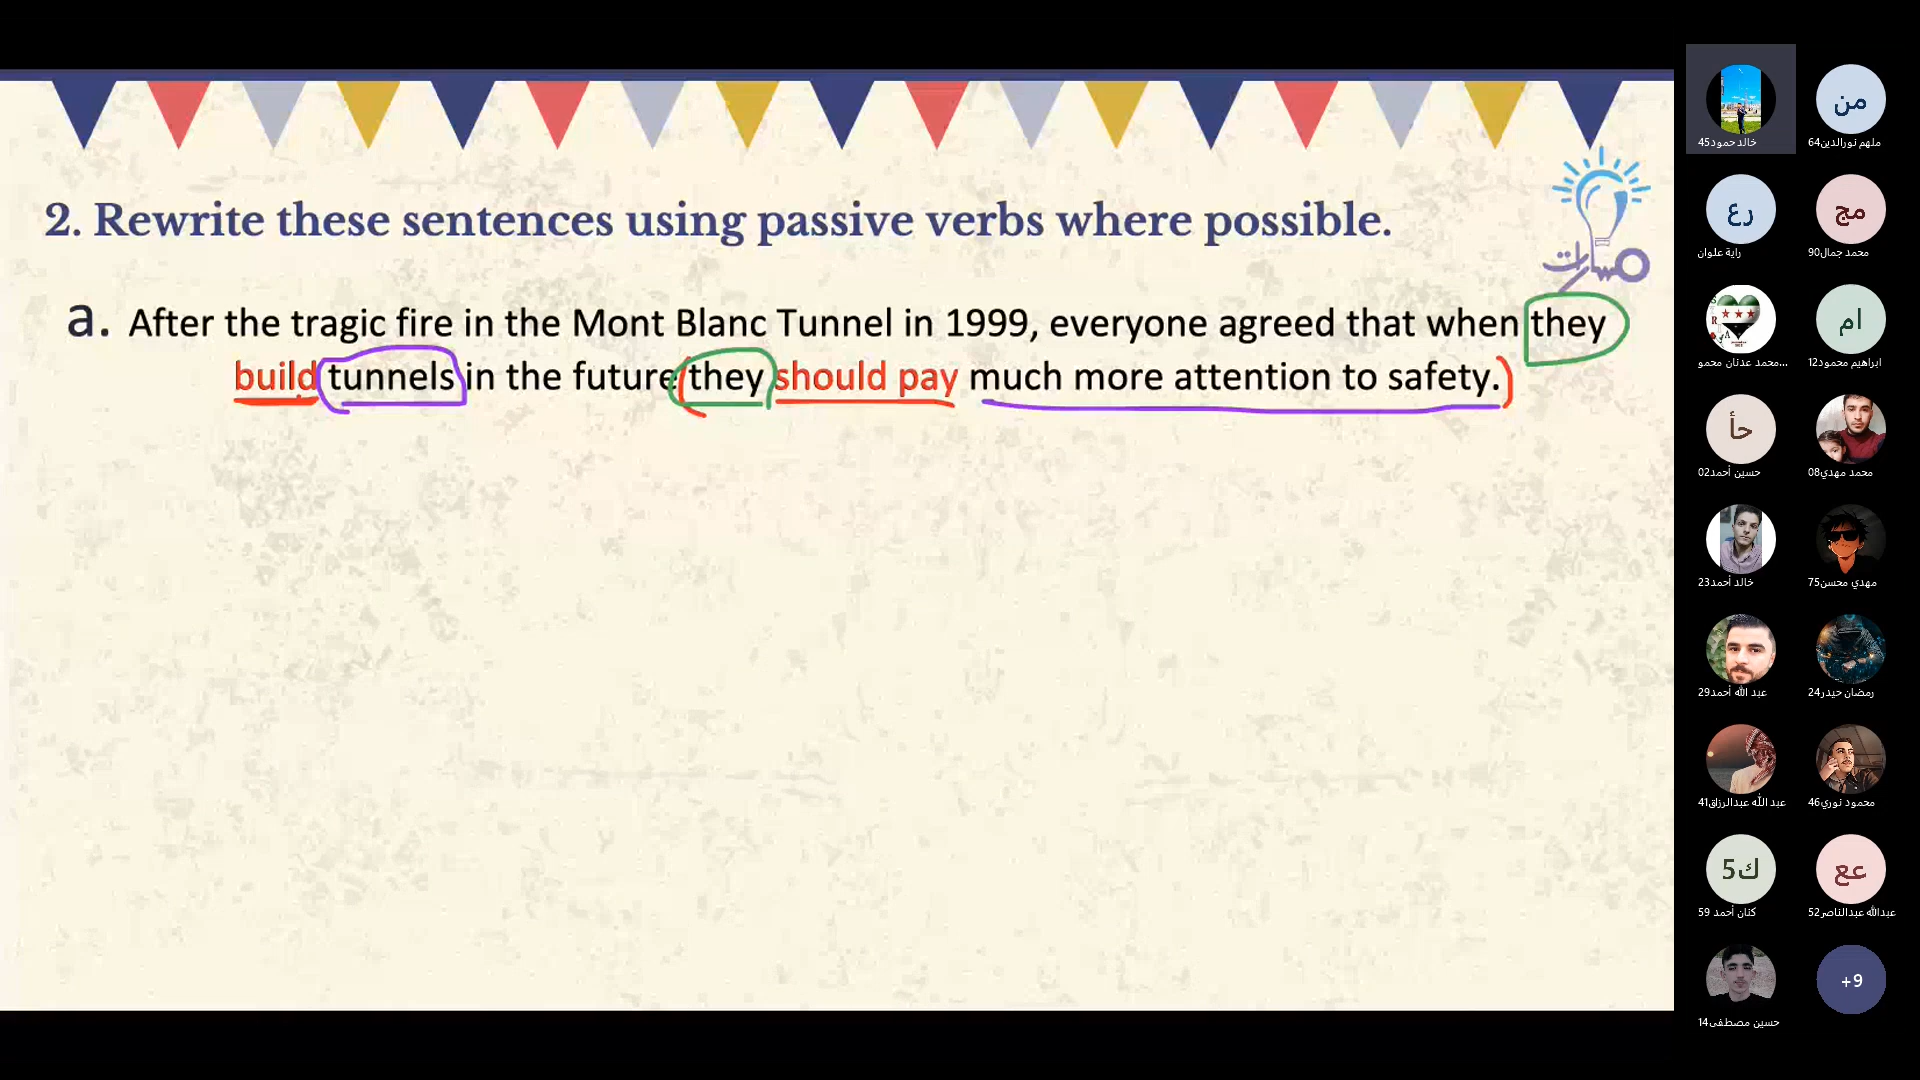 2. Rewrite these sentences using passive verbs where possible.
مسارات
a. After the tragic fire in the Mont Blanc Tunnel in 1999, everyone agreed that when they
build tunnels in the future they should pay much more attention to safety.
خالد حمود45
من
ملهم نورالدين64
رع
راية علوان
مج
محمد جمال90
محمد عدنان محمو...
ام
ابراهيم محمود12
حأ
حسين أحمد02
محمد مهدي08
خالد أحمد23
مهدي محسن75
عبد الله أحمد29
رمضان حيدر24
عبد الله عبدالرزاق41
محمود نوري46
ك5
كنان أحمد 59
عع
عبدالله عبدالناصر52
حسين مصطفى14
+9